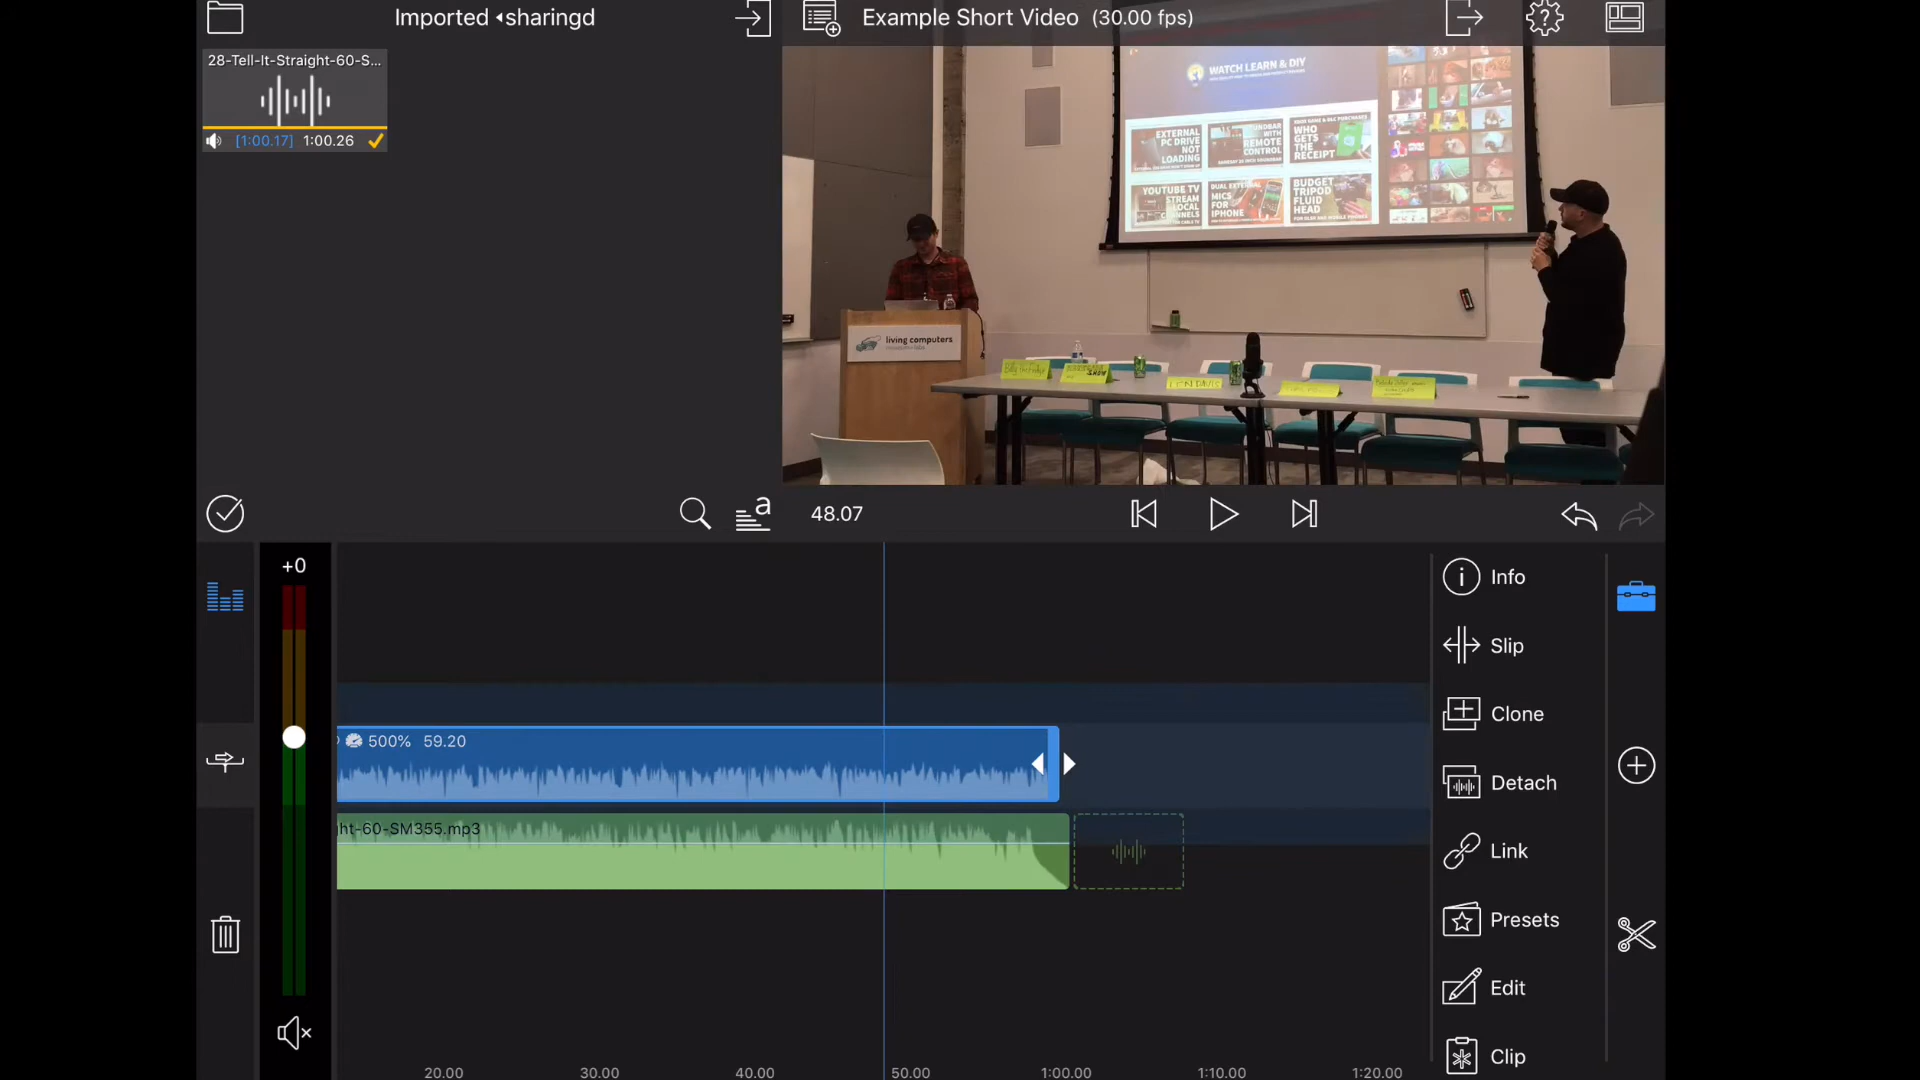 Imported ◂sharingd
Example Short Video (30.00 fps)
28-Tell-It-Straight-60-S...
[1:00.17] 1:00.26
WATCH LEARN & DIY
EXTERNAL
PC DRIVE
NOT
LOADING
SOUNDBAR
WITH
REMOTE
CONTROL
WHO
GETS
THE
RECEIPT
YOUTUBE TV
STREAM
LOCAL
CHANNELS
DUAL EXTERNAL
MICS
FOR
IPHONE
BUDGET
TRIPOD
FLUID
HEAD
living computers
a
48.07
+0
500% 59.20
ht-60-SM355.mp3
Info
Slip
Clone
Detach
Link
Presets
Edit
Clip
20.00
30.00
40.00
50.00
1:00.00
1:10.00
1:20.00